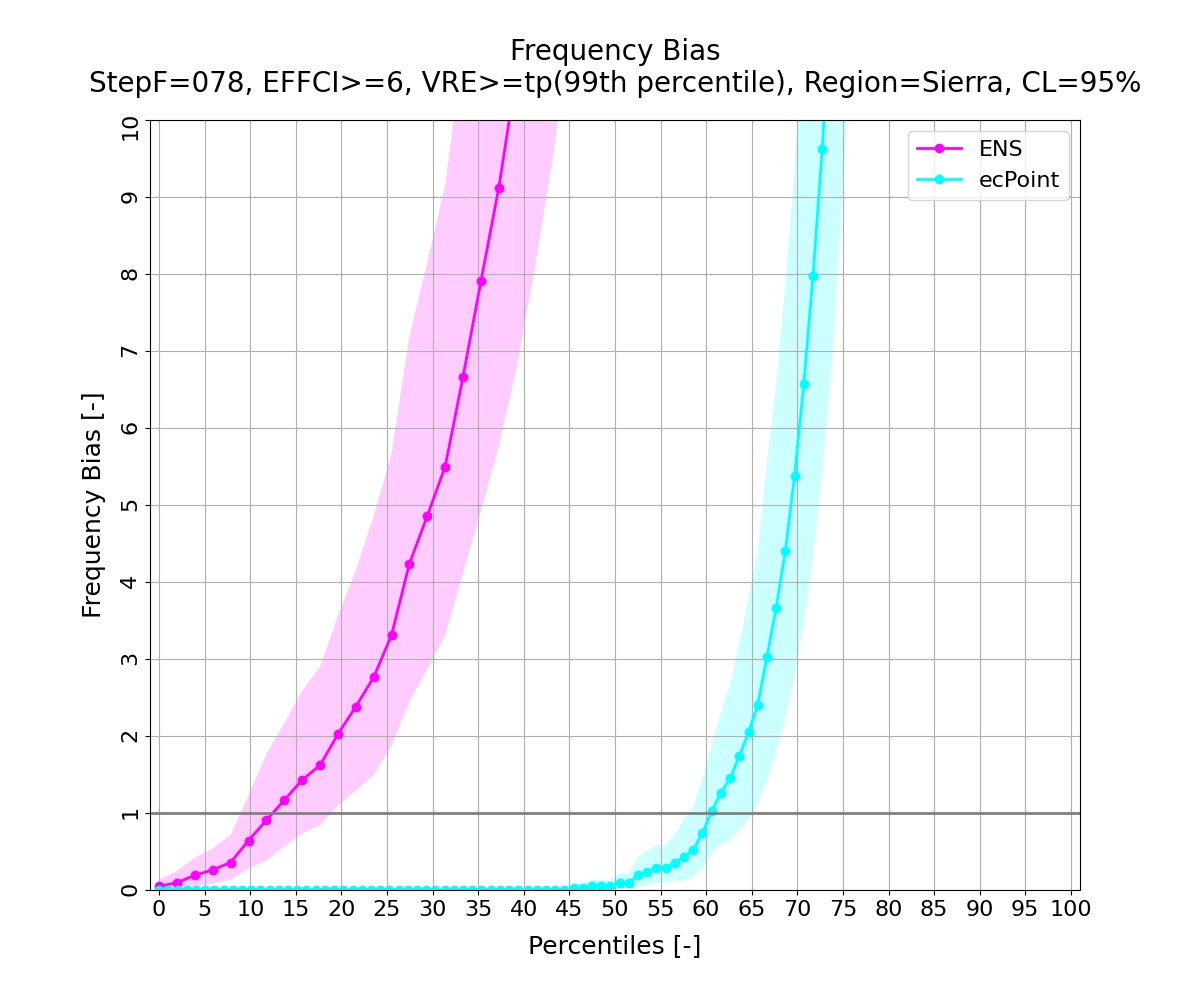 Frequency Bias
StepF=078, EFFCI>=6, VRE>=tp(99th percentile), Region=Sierra, CL=95%
10
9
8
7
6
5
4
3
2
1
0
Frequency Bias [-]
ENS
ecPoint
0 5 10 15 20 25 30 35 40 45 50 55 60 65 70 75 80 85 90 95 100
Percentiles [-]